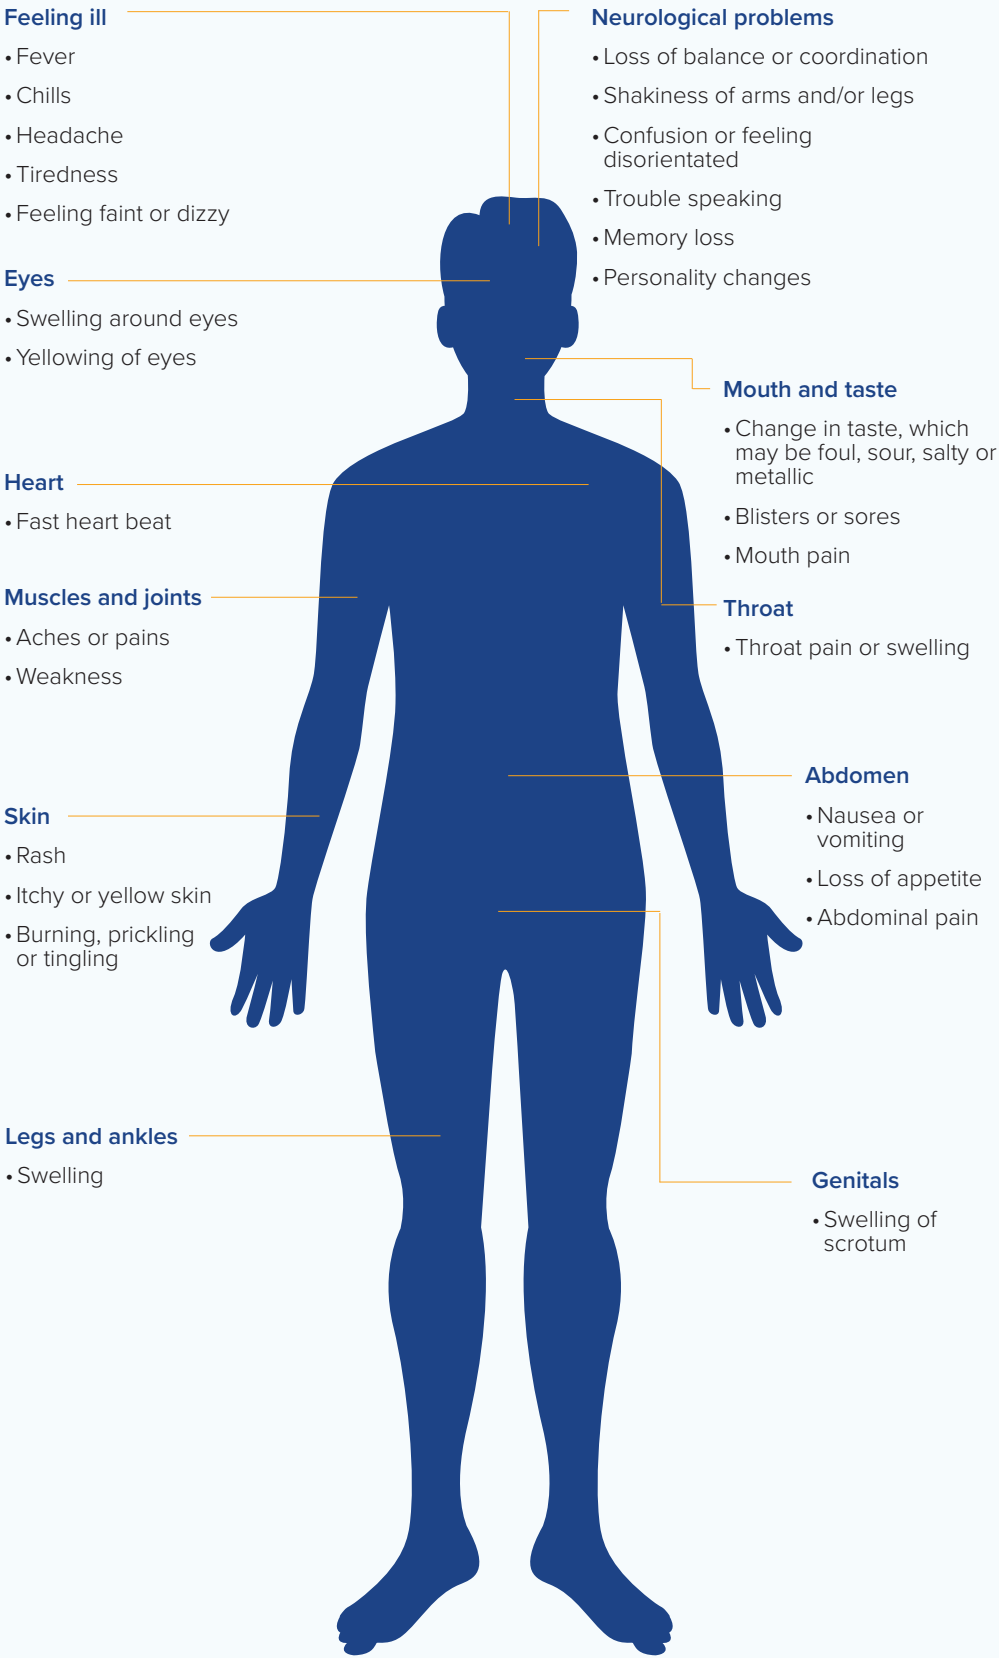 Feeling ill
• Fever
• Chills
• Headache
• Tiredness
• Feeling faint or dizzy
Neurological problems
• Loss of balance or coordination
• Shakiness of arms and/or legs
• Confusion or feeling
disorientated
• Trouble speaking
• Memory loss
• Personality changes
Eyes
• Swelling around eyes
• Yellowing of eyes
Mouth and taste
• Change in taste, which
may be foul, sour, salty or
metallic
• Blisters or sores
• Mouth pain
Heart
• Fast heart beat
Muscles and joints
• Aches or pains
• Weakness
Throat
• Throat pain or swelling
Abdomen
• Nausea or
vomiting
• Loss of appetite
• Abdominal pain
Skin
• Rash
• Itchy or yellow skin
• Burning, prickling
or tingling
Legs and ankles
• Swelling
Genitals
• Swelling of
scrotum